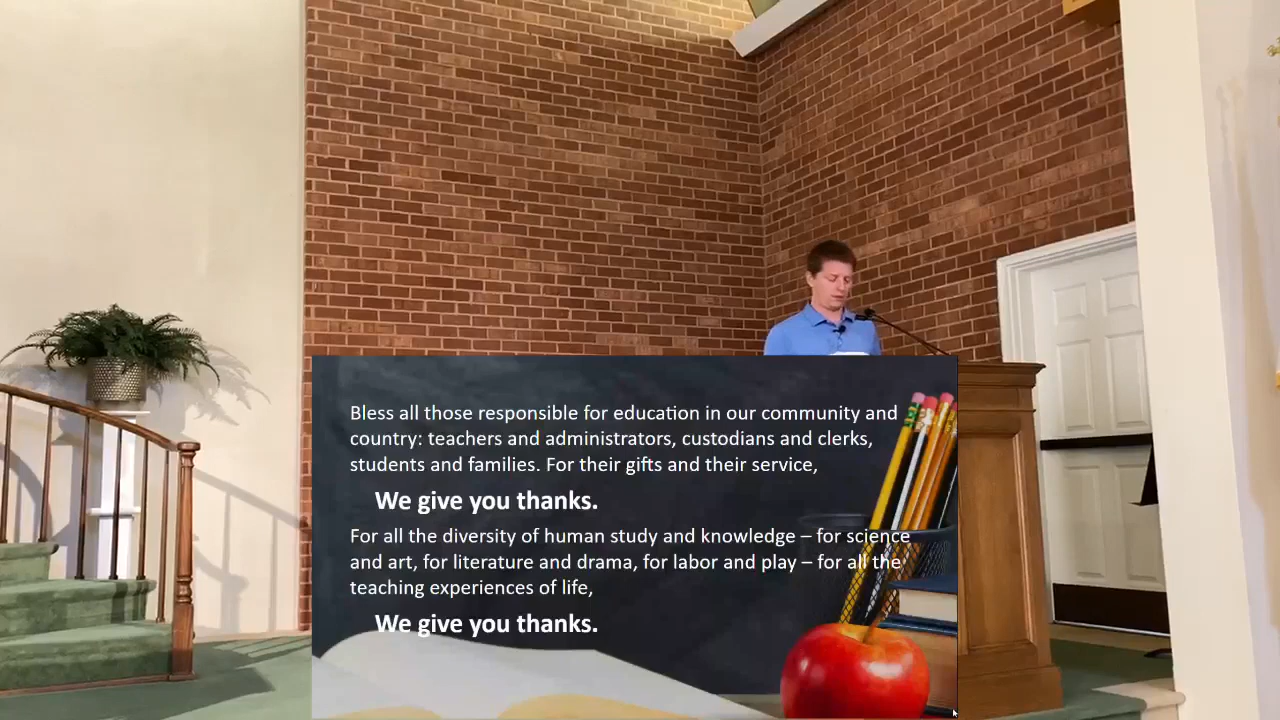 Bless all those responsible for education in our community and
country: teachers and administrators, custodians and clerks,
students and families. For their gifts and their service,
We give you thanks.
For all the diversity of human study and knowledge – for science
and art, for literature and drama, for labor and play – for all the
teaching experiences of life,
We give you thanks.